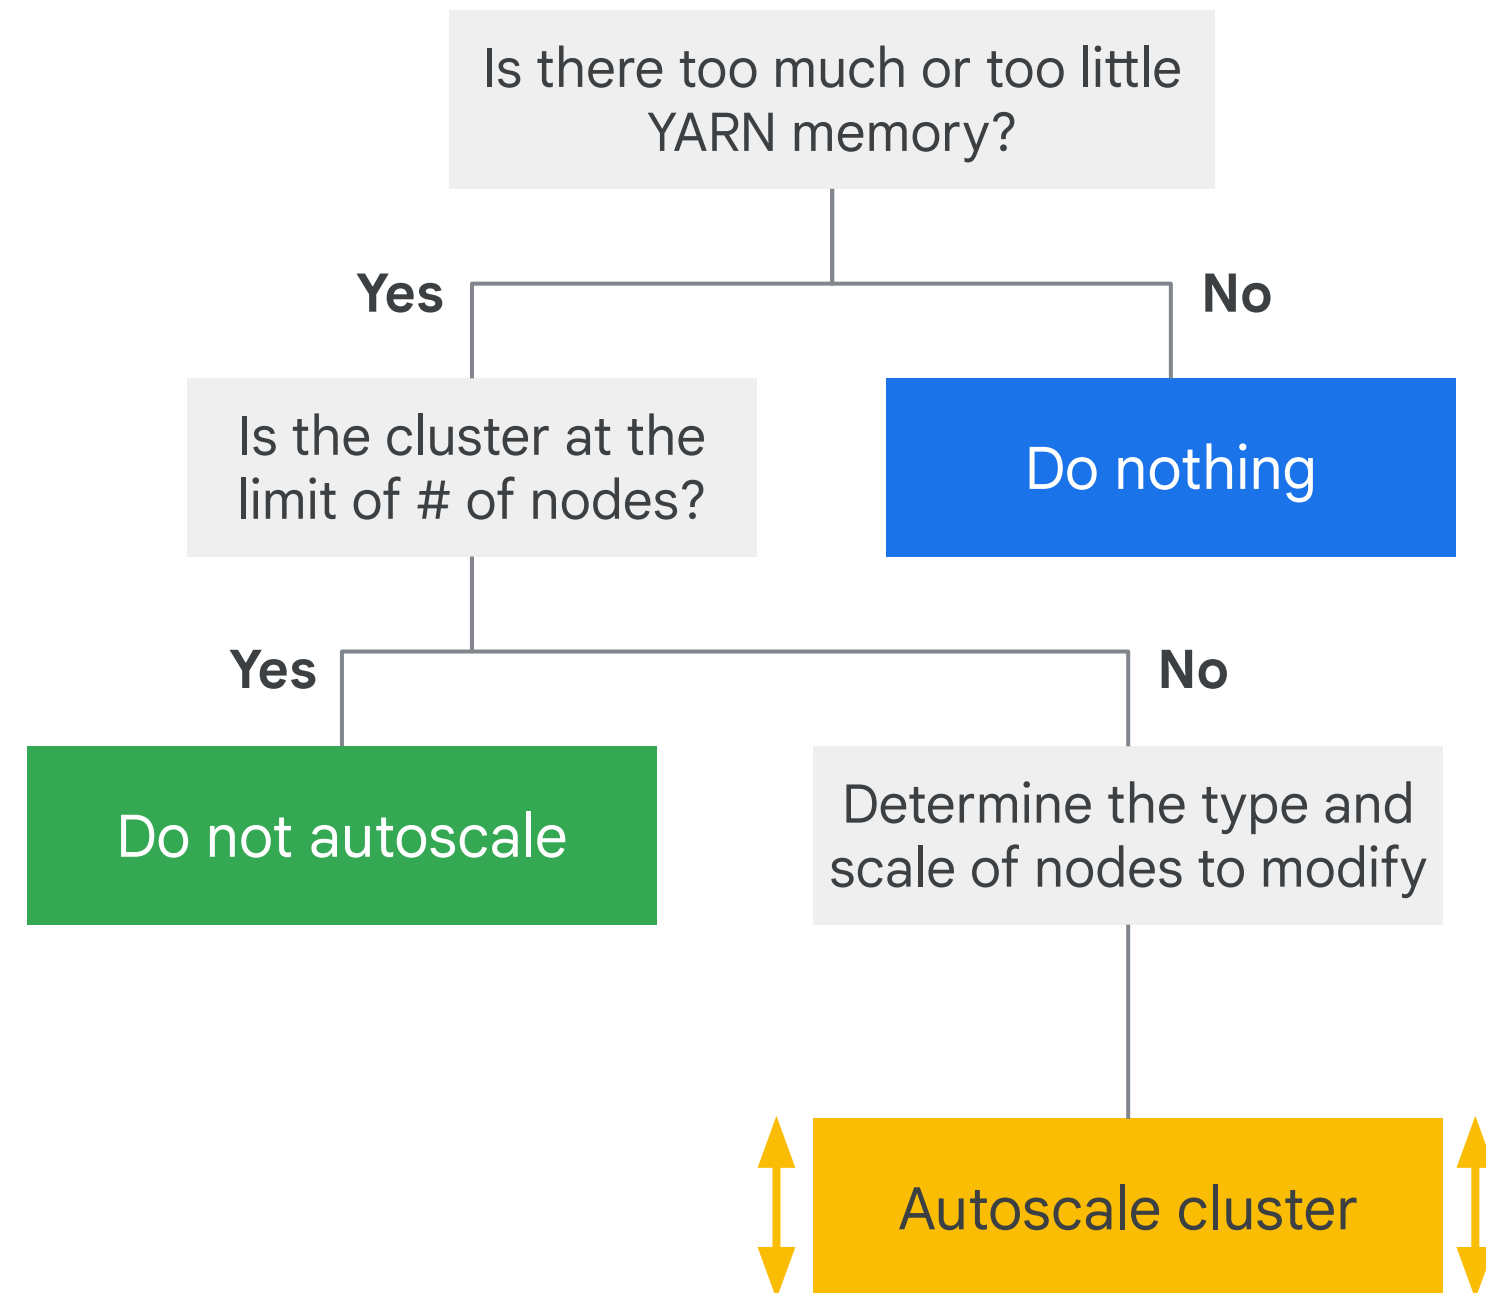 Is there too much or too little
YARN memory?
Yes
No
Is the cluster at the
limit of # of nodes?
Do nothing
Yes
No
Do not autoscale
Determine the type and
scale of nodes to modify
Autoscale cluster